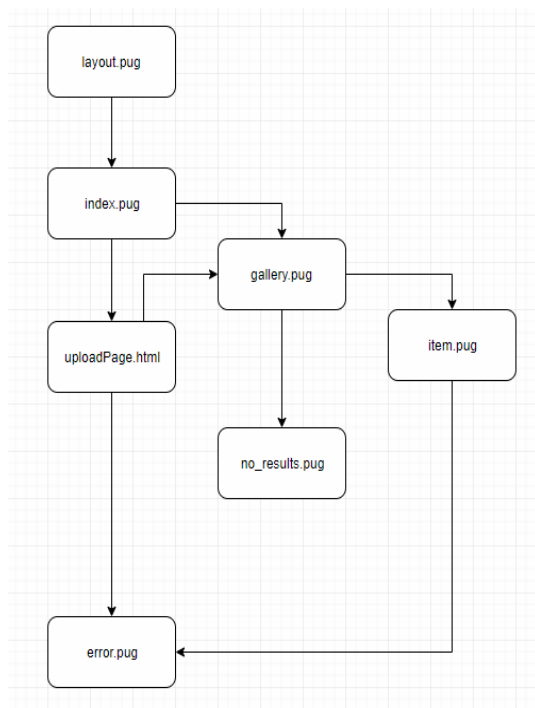 layout.pug
index.pug
gallery.pug
item.pug
uploadPage.html
no_results.pug
error.pug